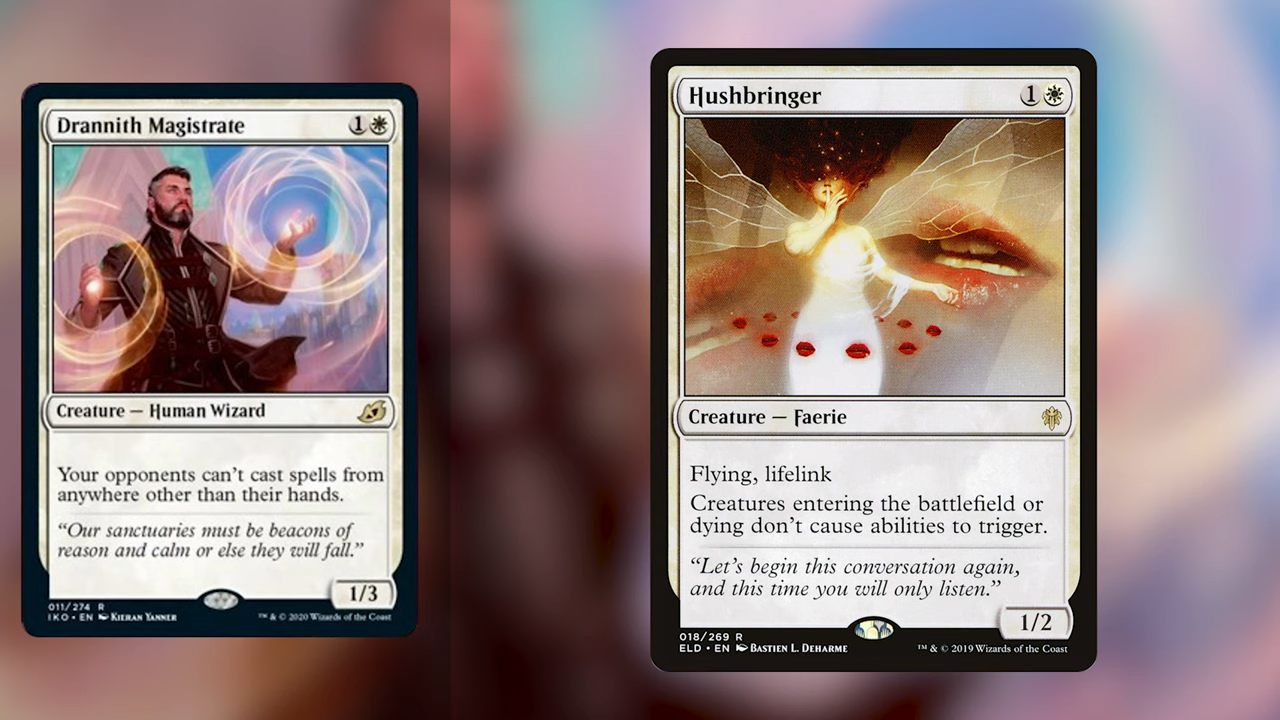 Drannith Magistrate 1
Creature — Human Wizard
Your opponents can't cast spells from
anywhere other than their hands.
“Our sanctuaries must be beacons of
reason and calm or else they will fall.”
1/3
011/274 R
IKO • EN Kieran Yanner
™ & © 2020 Wizards of the Coast
Hushbringer 1
Creature — Faerie
Flying, lifelink
Creatures entering the battlefield or
dying don't cause abilities to trigger.
“Let's begin this conversation again,
and this time you will only listen.”
1/2
018/269 R
ELD • EN Bastien L. Deharme
™ & © 2019 Wizards of the Coast